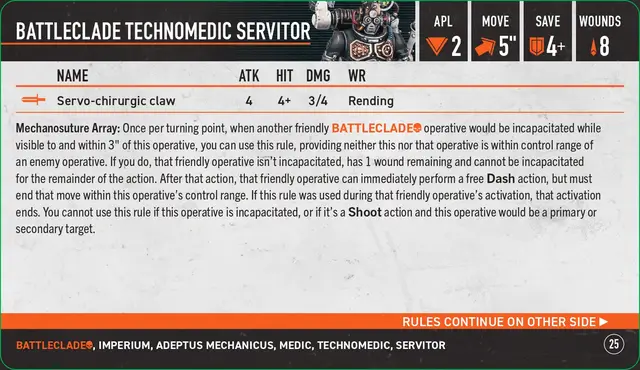 BATTLECLADE TECHNOMEDIC SERVITOR
APL 2
MOVE 5"
SAVE 4+
WOUNDS 8
NAME ATK HIT DMG WR
Servo-chirurgic claw 4 4+ 3/4 Rending
Mechanosuture Array: Once per turning point, when another friendly BATTLECLADE operative would be incapacitated while
visible to and within 3" of this operative, you can use this rule, providing neither this nor that operative is within control range of
an enemy operative. If you do, that friendly operative isn't incapacitated, has 1 wound remaining and cannot be incapacitated
for the remainder of the action. After that action, that friendly operative can immediately perform a free Dash action, but must
end that move within this operative's control range. If this rule was used during that friendly operative's activation, that activation
ends. You cannot use this rule if this operative is incapacitated, or if it's a Shoot action and this operative would be a primary or
secondary target.
RULES CONTINUE ON OTHER SIDE ▶
BATTLECLADE, IMPERIUM, ADEPTUS MECHANICUS, MEDIC, TECHNOMEDIC, SERVITOR
25